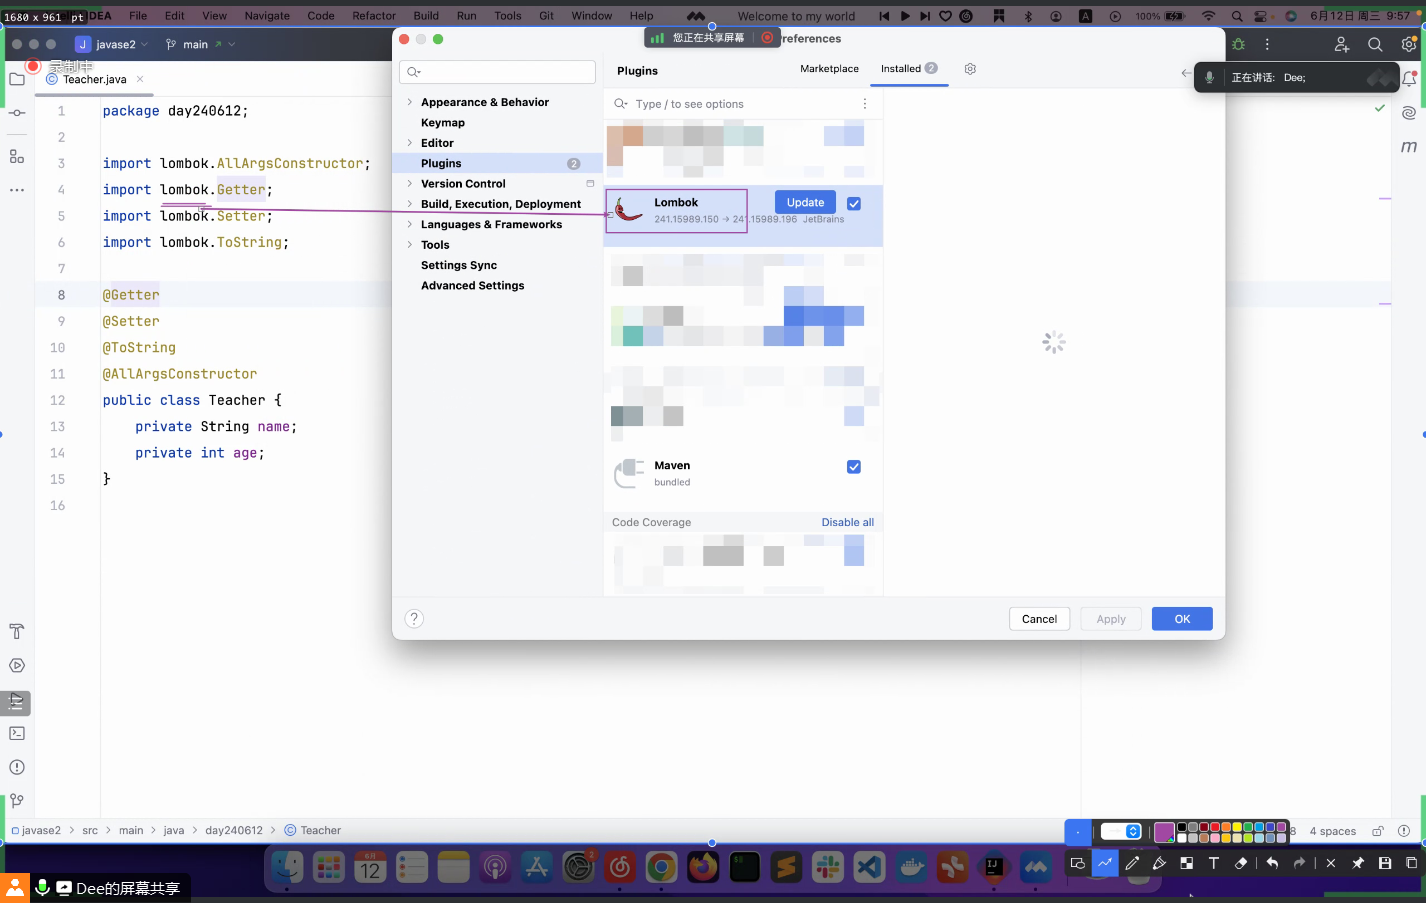 1680 x 961 pt
IDEA File Edit View Navigate Code Refactor Build Run Tools Git Window Help Welcome to my world 100% 6月12日 周三 9:57
J javase2 main
您正在共享屏幕
references
录制中
Teacher.java
正在讲话: Dee;
Plugins Marketplace Installed 2
Type / to see options
Appearance & Behavior
Keymap
Editor
Plugins 2
Version Control
Build, Execution, Deployment
Languages & Frameworks
Tools
Settings Sync
Advanced Settings
Lombok Update
241.15989.150 → 241.15989.196 JetBrains
Maven
bundled
Code Coverage Disable all
? Cancel Apply OK
1 package day240612;
2
3 import lombok.AllArgsConstructor;
4 import lombok.Getter;
5 import lombok.Setter;
6 import lombok.ToString;
7
8 @Getter
9 @Setter
10 @ToString
11 @AllArgsConstructor
12 public class Teacher {
13 private String name;
14 private int age;
15 }
16
m
javase2 > src > main > java > day240612 > Teacher
8 4 spaces
6月
12
2
IJ
T
Dee的屏幕共享